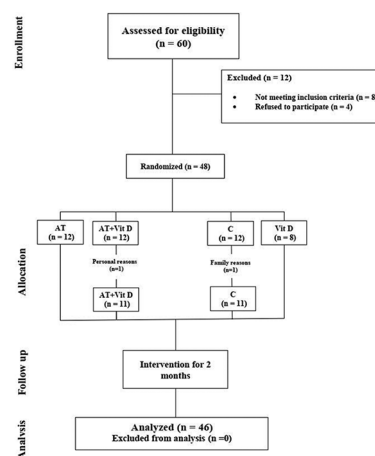 Enrollment
Assessed for eligibility
(n = 60)
Excluded (n = 12)
• Not meeting inclusion criteria (n = 8
• Refused to participate (n = 4)
Randomized (n = 48)
Allocation
AT
(n = 12)
AT+Vit D
(n = 12)
C
(n = 12)
Vit D
(n = 8)
Personal reasons
(n=1)
Family reasons
(n=1)
AT+Vit D
(n = 11)
C
(n = 11)
Follow up
Intervention for 2
months
Analysis
Analyzed (n = 46)
Excluded from analysis (n =0)